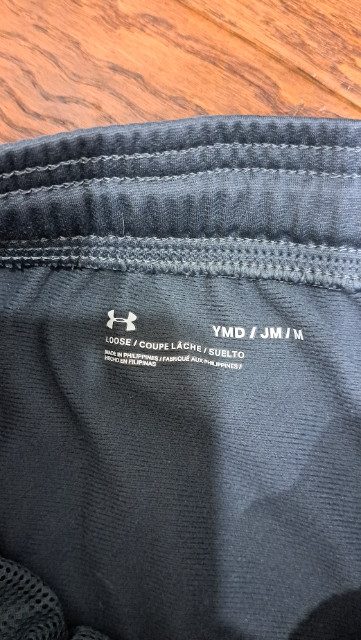 YMD / JM / M
LOOSE / COUPE LÂCHE / SUELTO
MADE IN PHILIPPINES / FABRIQUÉ AUX PHILIPPINES /
HECHO EN FILIPINAS